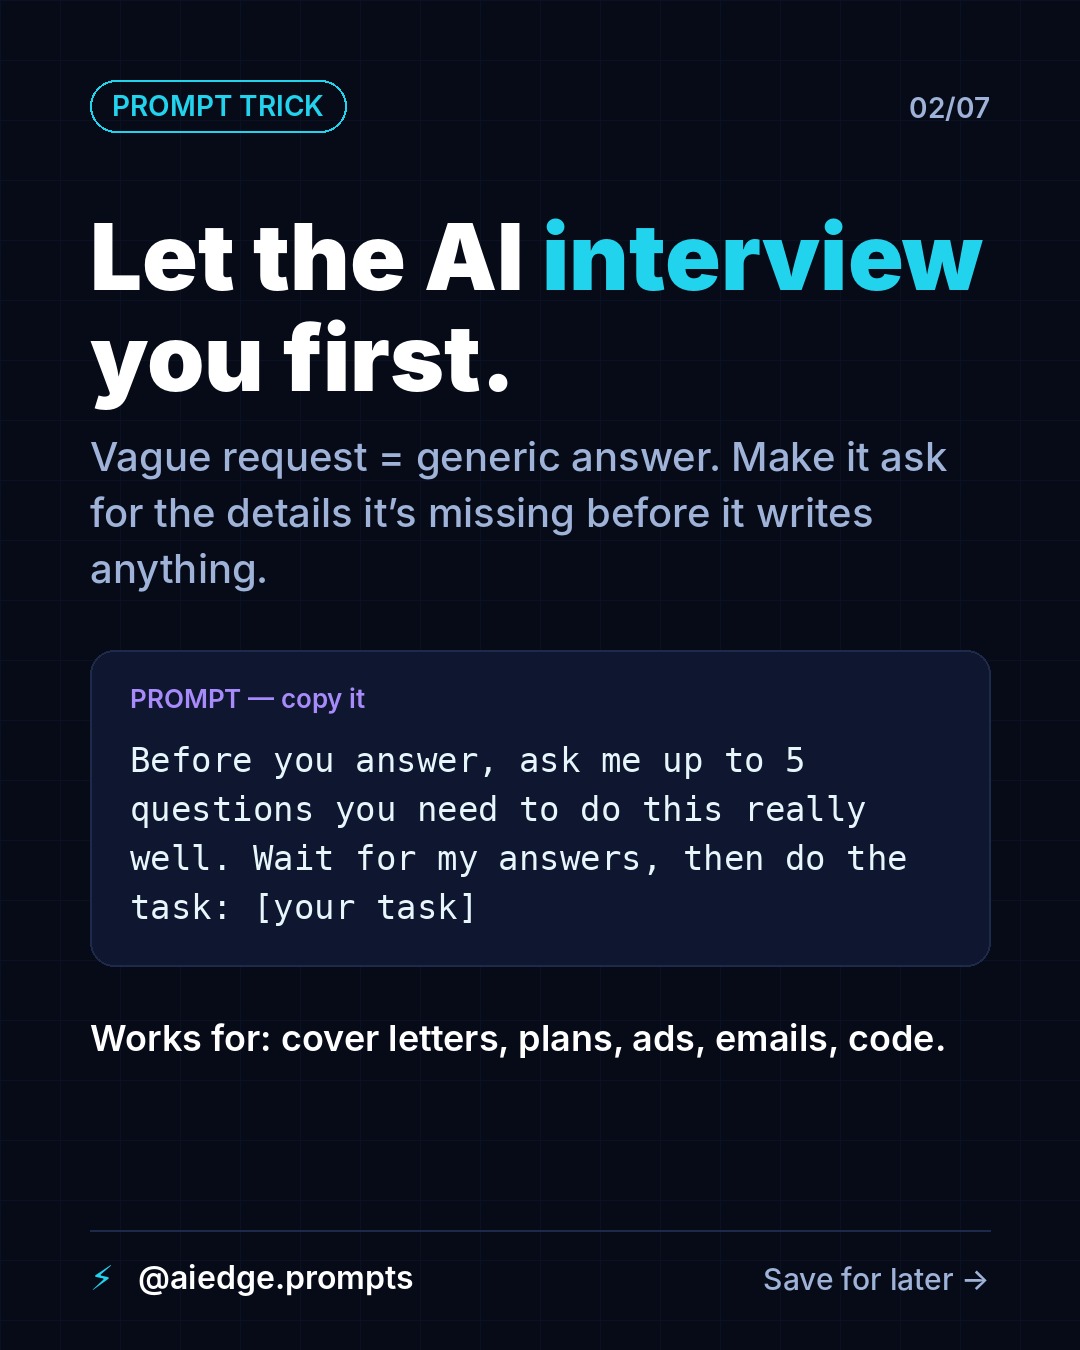 PROMPT TRICK
02/07
Let the AI interview
you first.
Vague request = generic answer. Make it ask
for the details it’s missing before it writes
anything.
PROMPT — copy it
Before you answer, ask me up to 5
questions you need to do this really
well. Wait for my answers, then do the
task: [your task]
Works for: cover letters, plans, ads, emails, code.
⚡ @aiedge.prompts
Save for later →